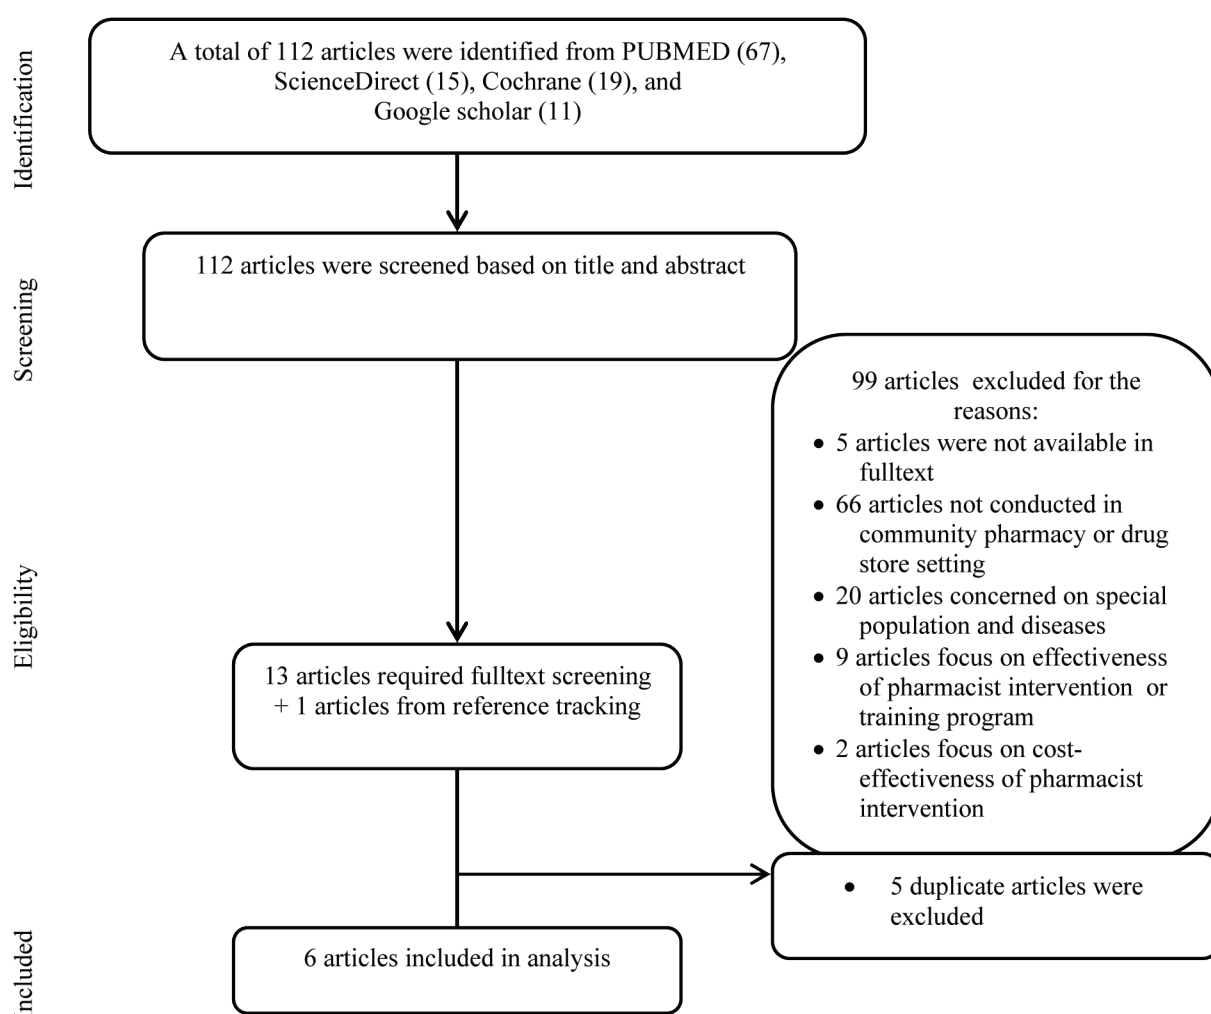 Identification
A total of 112 articles were identified from PUBMED (67),
ScienceDirect (15), Cochrane (19), and
Google scholar (11)
Screening
112 articles were screened based on title and abstract
99 articles excluded for the
reasons:
• 5 articles were not available in
fulltext
• 66 articles not conducted in
community pharmacy or drug
store setting
• 20 articles concerned on special
population and diseases
• 9 articles focus on effectiveness
of pharmacist intervention or
training program
• 2 articles focus on cost-
effectiveness of pharmacist
intervention
Eligibility
13 articles required fulltext screening
+ 1 articles from reference tracking
• 5 duplicate articles were
excluded
Included
6 articles included in analysis